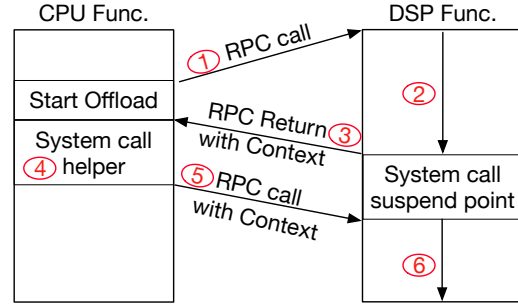 CPU Func.
DSP Func.
① RPC call
Start Offload
②
RPC Return ③
with Context
System call
④ helper
⑤ RPC call
with Context
System call
suspend point
⑥